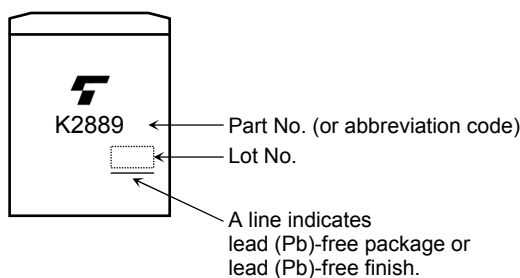 K2889
Part No. (or abbreviation code)
Lot No.
A line indicates
lead (Pb)-free package or
lead (Pb)-free finish.